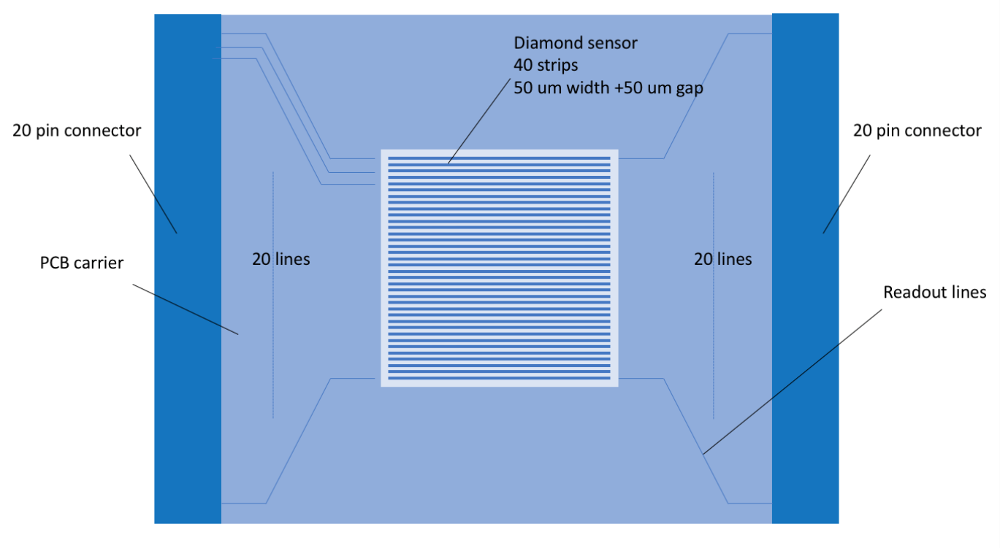 Diamond sensor
40 strips
50 um width +50 um gap
20 pin connector
20 pin connector
PCB carrier
20 lines
20 lines
Readout lines